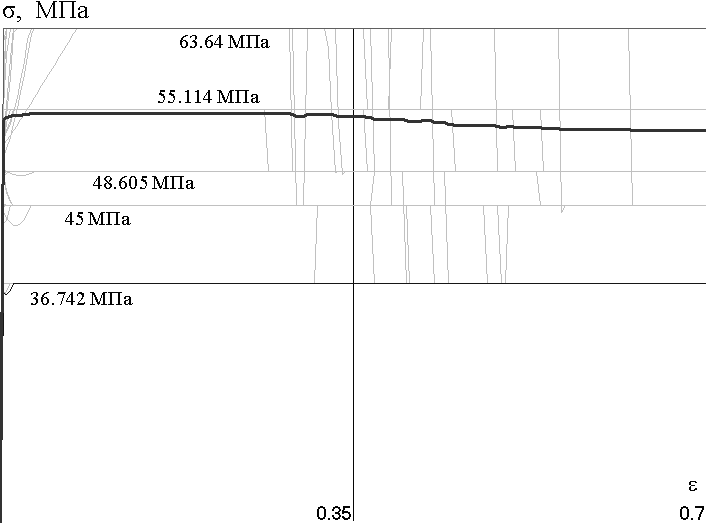 σ, МПа
63.64 МПа
55.114 МПа
48.605 МПа
45 МПа
36.742 МПа
ε
0.35 0.7